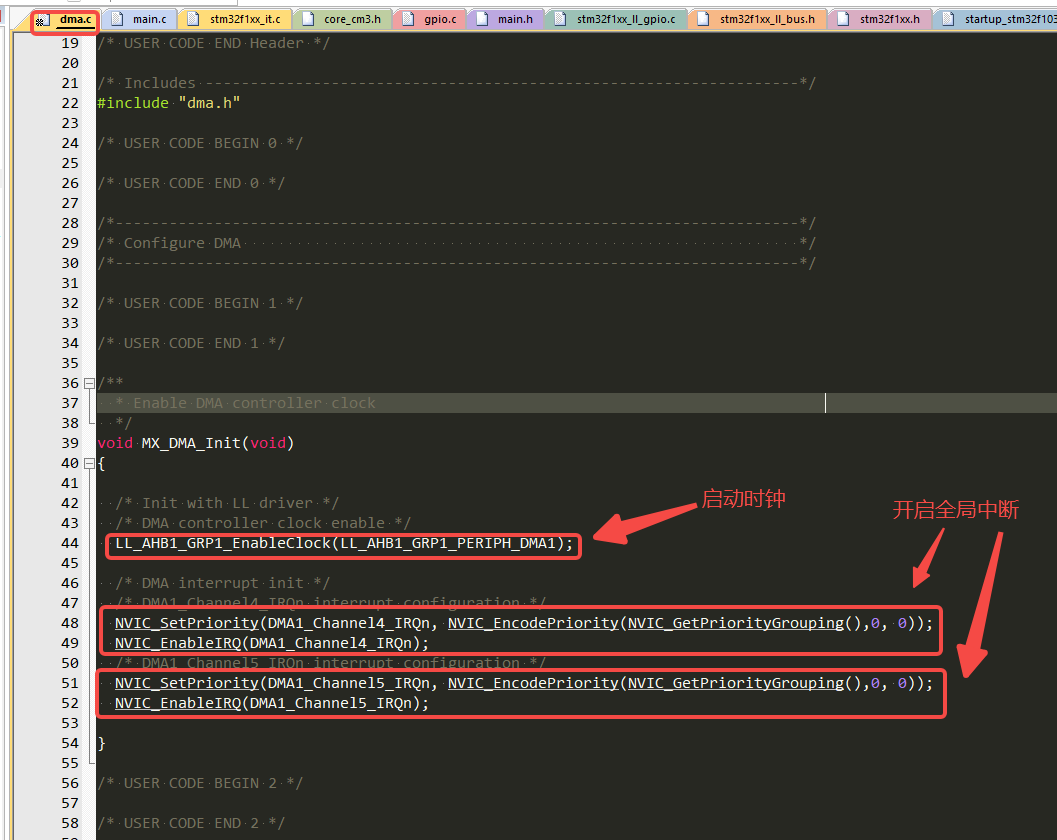 dma.c main.c stm32f1xx_it.c core_cm3.h gpio.c main.h stm32f1xx_ll_gpio.c stm32f1xx_ll_bus.h stm32f1xx.h startup_stm32f103
19 /* USER CODE END Header */
20
21 /* Includes ------------------------------------------------------------------*/
22 #include "dma.h"
23
24 /* USER CODE BEGIN 0 */
25
26 /* USER CODE END 0 */
27
28 /*----------------------------------------------------------------------------*/
29 /* Configure DMA */
30 /*----------------------------------------------------------------------------*/
31
32 /* USER CODE BEGIN 1 */
33
34 /* USER CODE END 1 */
35
36 /**
37 * Enable DMA controller clock
38 */
39 void MX_DMA_Init(void)
40 {
41
42 /* Init with LL driver */
启动时钟
开启全局中断
43 /* DMA controller clock enable */
44 LL_AHB1_GRP1_EnableClock(LL_AHB1_GRP1_PERIPH_DMA1);
45
46 /* DMA interrupt init */
47 /* DMA1_Channel4_IRQn interrupt configuration */
48 NVIC_SetPriority(DMA1_Channel4_IRQn, NVIC_EncodePriority(NVIC_GetPriorityGrouping(),0, 0));
49 NVIC_EnableIRQ(DMA1_Channel4_IRQn);
50 /* DMA1_Channel5_IRQn interrupt configuration */
51 NVIC_SetPriority(DMA1_Channel5_IRQn, NVIC_EncodePriority(NVIC_GetPriorityGrouping(),0, 0));
52 NVIC_EnableIRQ(DMA1_Channel5_IRQn);
53
54 }
55
56 /* USER CODE BEGIN 2 */
57
58 /* USER CODE END 2 */